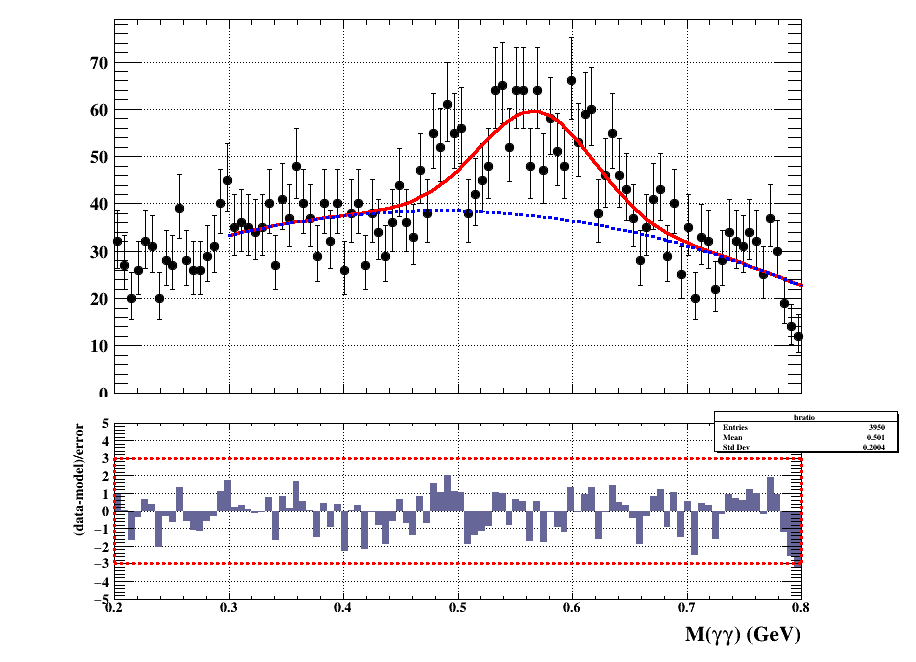 70
60
50
40
30
20
10
0
hratio
Entries 3950
Mean 0.501
Std Dev 0.2004
(data-model)/error
5
4
3
2
1
0
−1
−2
−3
−4
−5
0.2 0.3 0.4 0.5 0.6 0.7 0.8
M(γγ) (GeV)